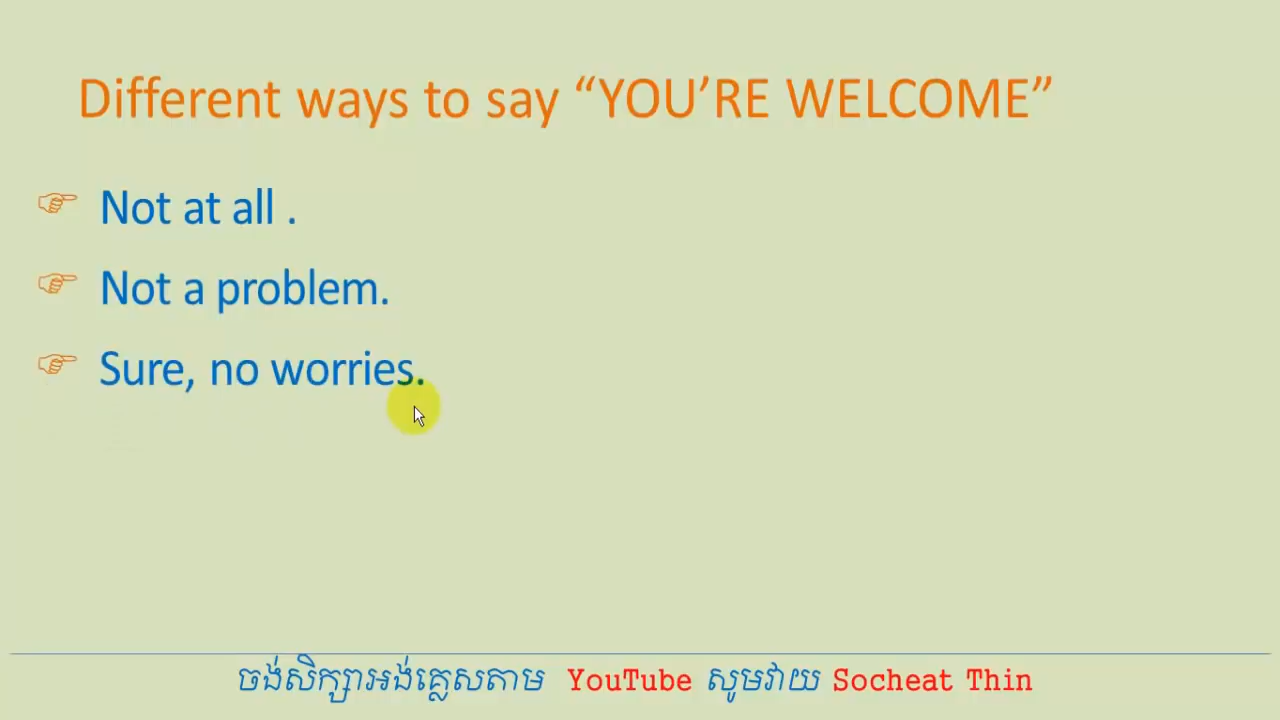 Different ways to say “YOU’RE WELCOME”
Not at all .
Not a problem.
Sure, no worries.
ចង់សិក្សាអង់គ្លេសតាម YouTube សូមវាយ Socheat Thin